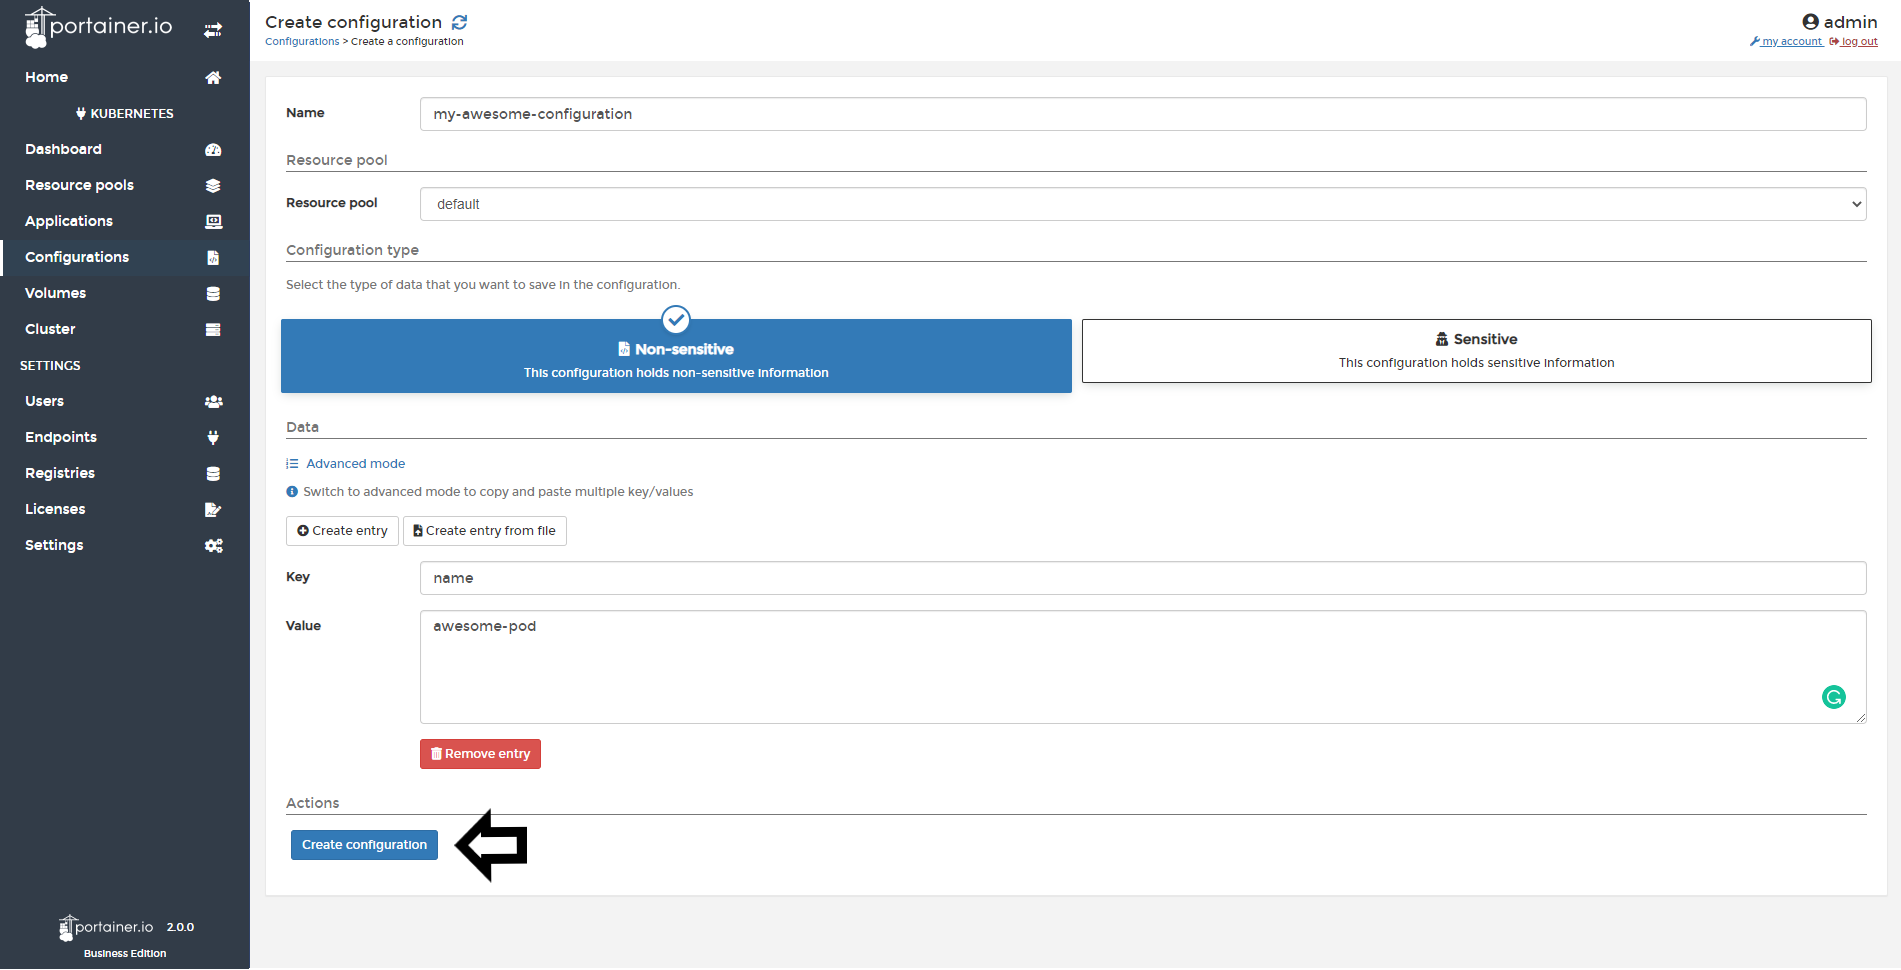 portainer.io
Home
KUBERNETES
Dashboard
Resource pools
Applications
Configurations
Volumes
Cluster
SETTINGS
Users
Endpoints
Registries
Licenses
Settings
portainer.io 2.0.0
Business Edition
Create configuration
Configurations > Create a configuration
admin
my account log out
Name my-awesome-configuration
Resource pool
Resource pool default
Configuration type
Select the type of data that you want to save in the configuration.
Non-sensitive
This configuration holds non-sensitive information
Sensitive
This configuration holds sensitive information
Data
Advanced mode
Switch to advanced mode to copy and paste multiple key/values
Create entry Create entry from file
Key name
Value awesome-pod
Remove entry
Actions
Create configuration